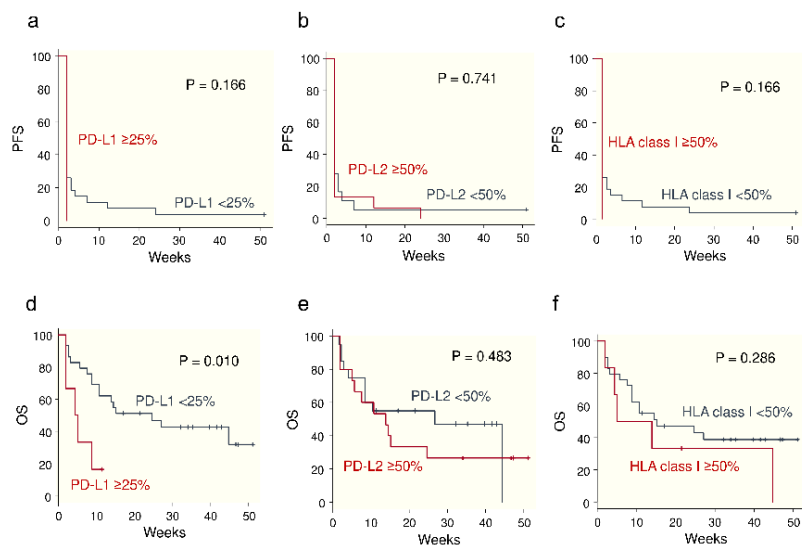 a
100
80
60
40
20
0
PFS
P = 0.166
PD-L1 ≥25%
PD-L1 <25%
0 10 20 30 40 50
Weeks
b
100
80
60
40
20
0
PFS
P = 0.741
PD-L2 ≥50%
PD-L2 <50%
0 10 20 30 40 50
Weeks
c
100
80
60
40
20
0
PFS
P = 0.166
HLA class I ≥50%
HLA class I <50%
0 10 20 30 40 50
Weeks
d
100
80
60
40
20
0
OS
P = 0.010
PD-L1 <25%
PD-L1 ≥25%
0 10 20 30 40 50
Weeks
e
100
80
60
40
20
0
OS
P = 0.483
PD-L2 <50%
PD-L2 ≥50%
0 10 20 30 40 50
Weeks
f
100
80
60
40
20
0
OS
P = 0.286
HLA class I <50%
HLA class I ≥50%
0 10 20 30 40 50
Weeks